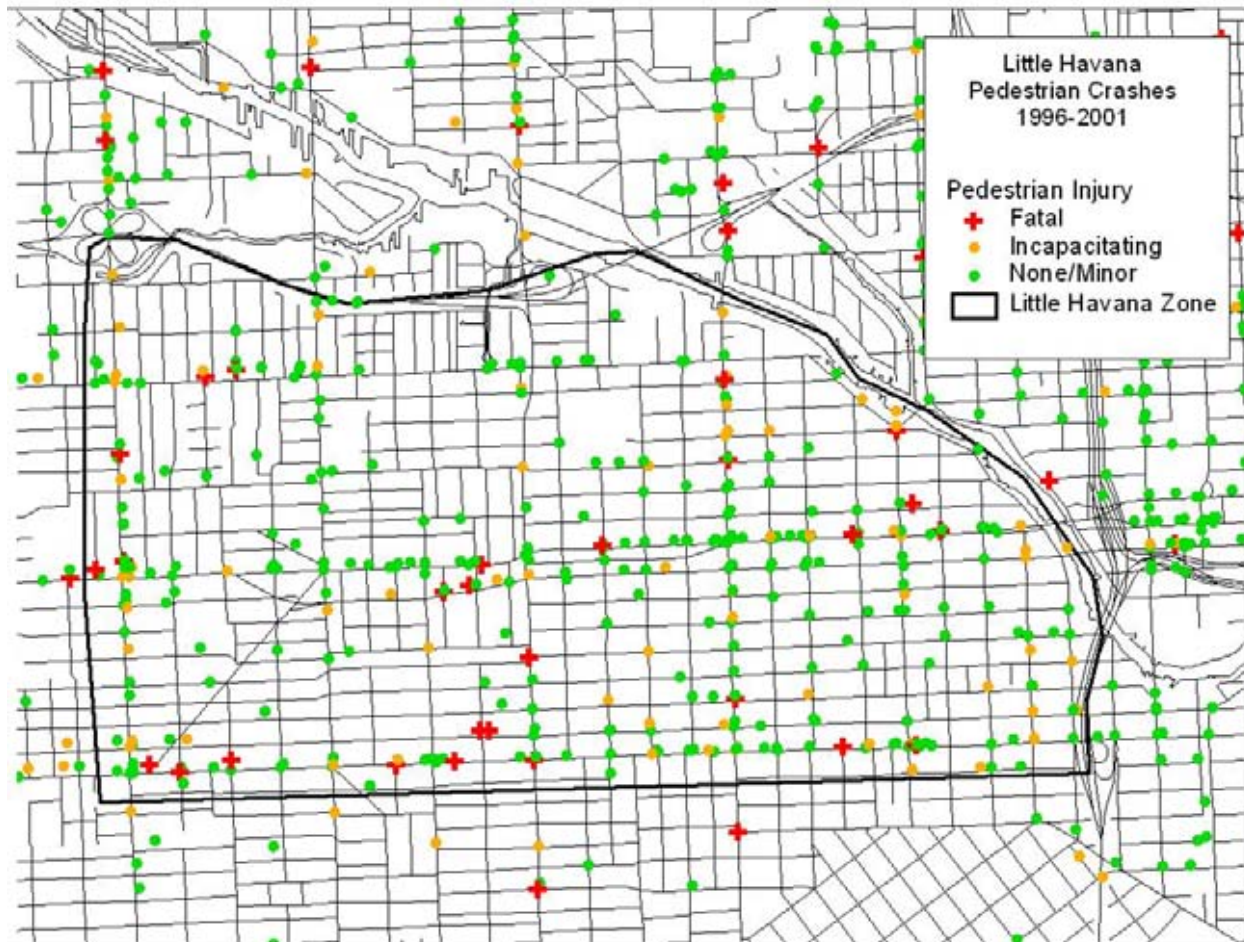 Little Havana
Pedestrian Crashes
1996-2001
Pedestrian Injury
Fatal
Incapacitating
None/Minor
Little Havana Zone